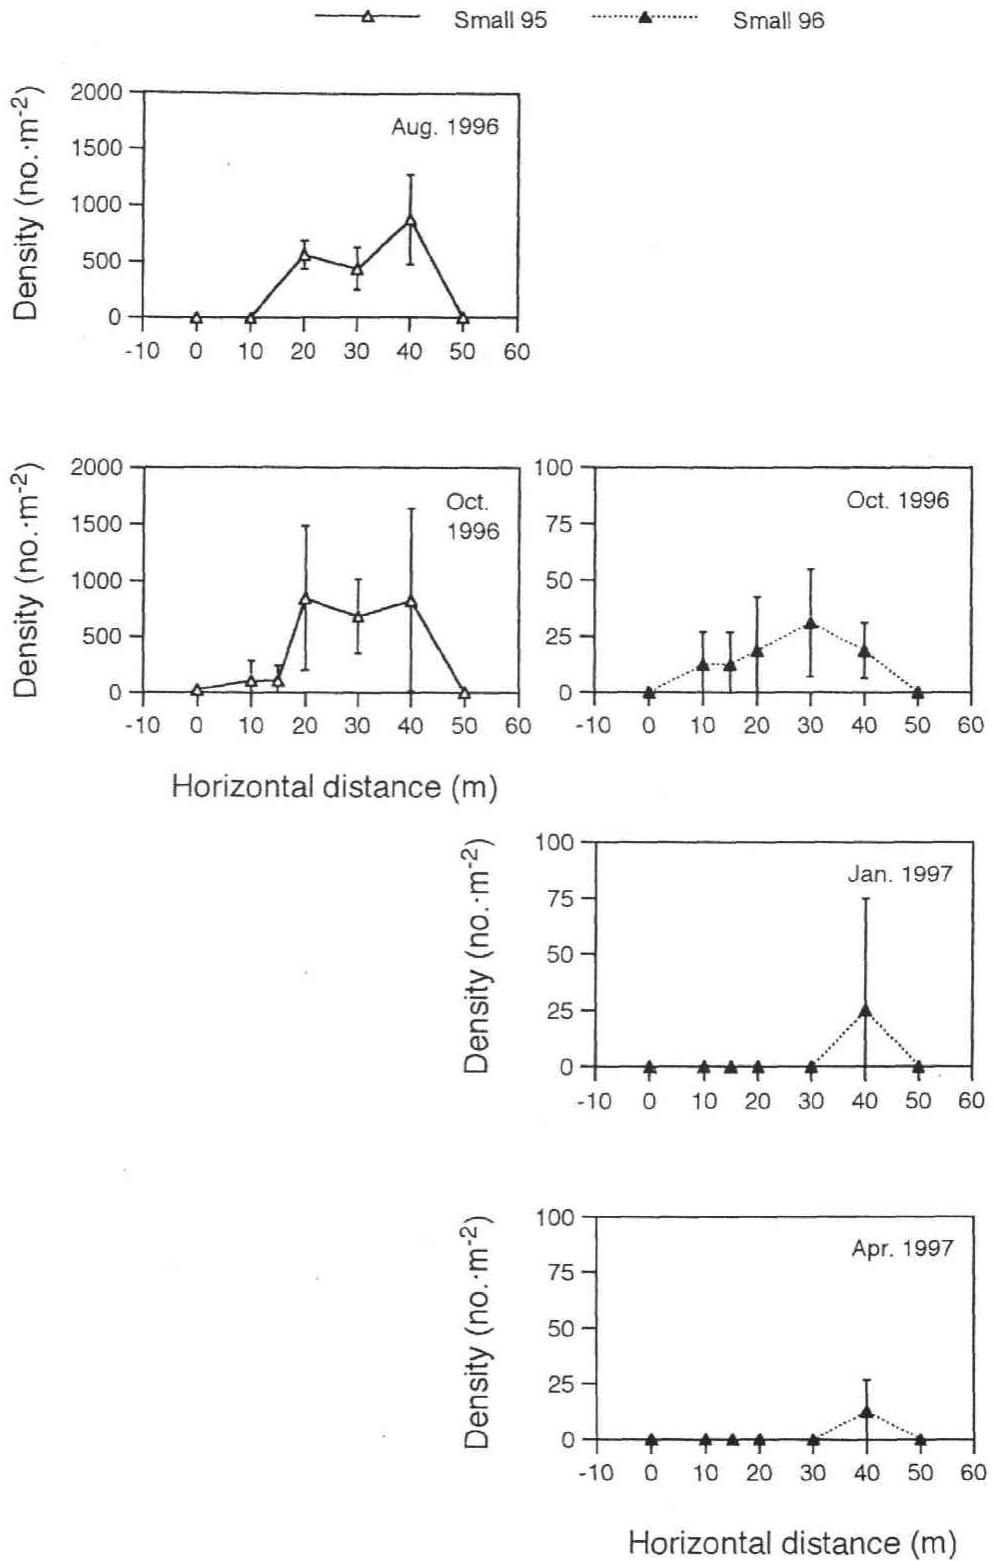 Small 95 Small 96
2000
1500
1000
500
0
Density (no.·m-2)
Aug. 1996
-10 0 10 20 30 40 50 60
2000
1500
1000
500
0
Density (no.·m-2)
Oct.
1996
-10 0 10 20 30 40 50 60
Horizontal distance (m)
100
75
50
25
0
Oct. 1996
-10 0 10 20 30 40 50 60
100
75
50
25
0
Density (no.·m-2)
Jan. 1997
-10 0 10 20 30 40 50 60
100
75
50
25
0
Density (no.·m-2)
Apr. 1997
-10 0 10 20 30 40 50 60
Horizontal distance (m)